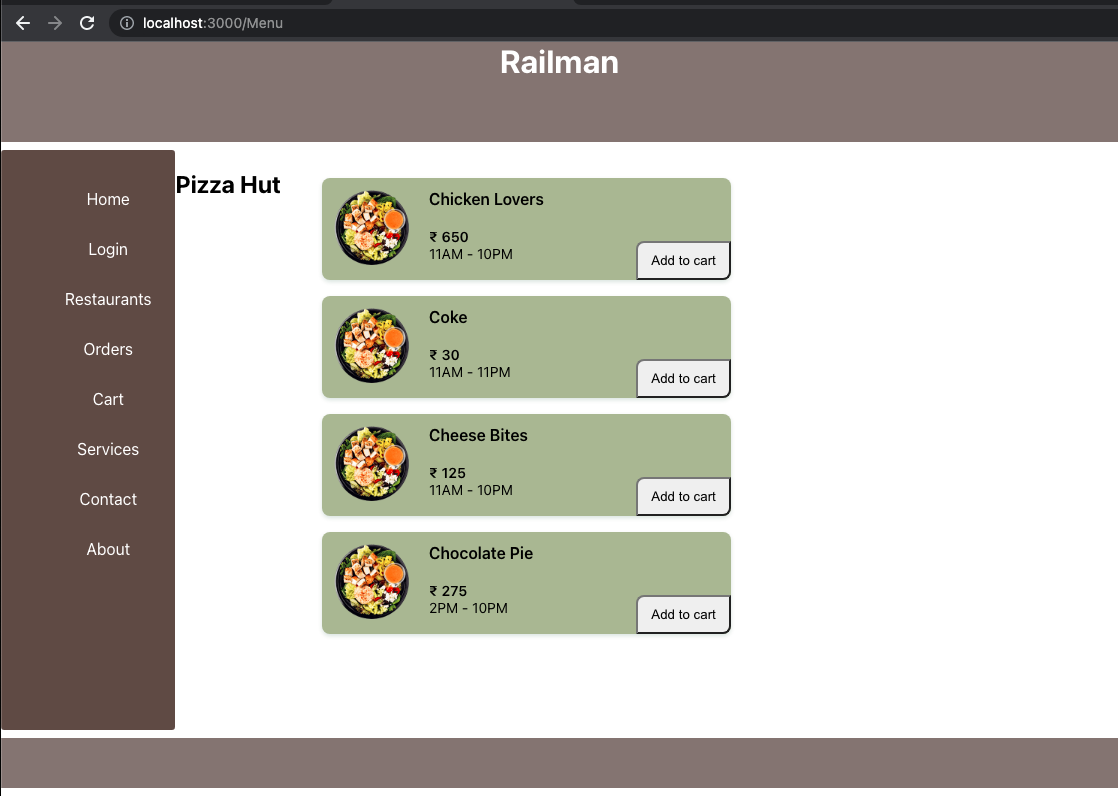 localhost:3000/Menu
Railman
Home
Login
Restaurants
Orders
Cart
Services
Contact
About
Pizza Hut
Chicken Lovers
₹ 650
11AM - 10PM
Add to cart
Coke
₹ 30
11AM - 11PM
Add to cart
Cheese Bites
₹ 125
11AM - 10PM
Add to cart
Chocolate Pie
₹ 275
2PM - 10PM
Add to cart